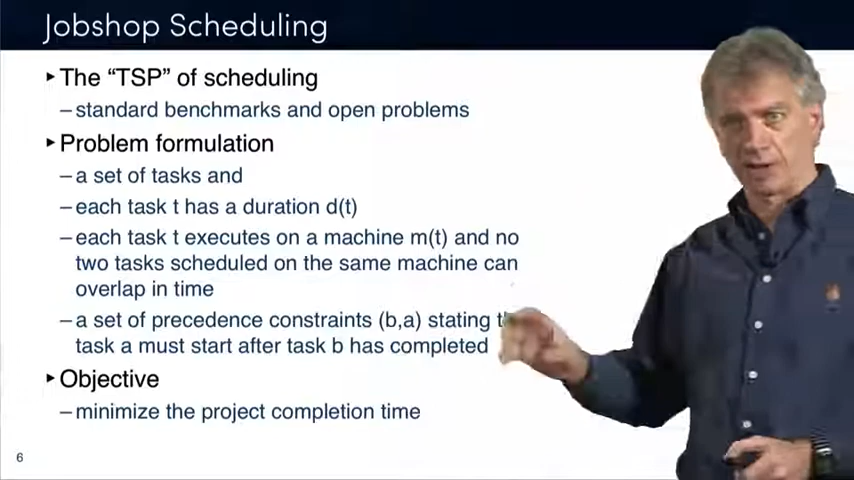 Jobshop Scheduling
▸The “TSP” of scheduling
–standard benchmarks and open problems
▸Problem formulation
–a set of tasks and
–each task t has a duration d(t)
–each task t executes on a machine m(t) and no
two tasks scheduled on the same machine can
overlap in time
–a set of precedence constraints (b,a) stating
task a must start after task b has completed
▸Objective
–minimize the project completion time
6